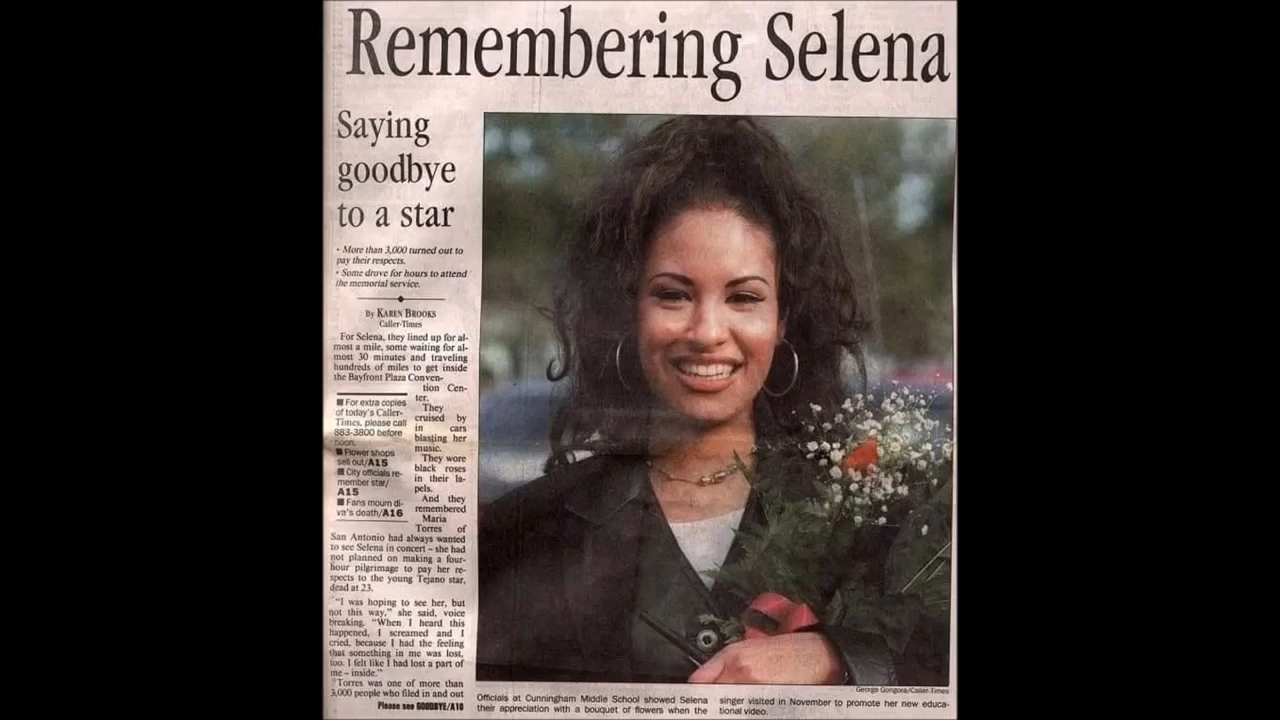 Remembering Selena
Saying
goodbye
to a star
• More than 3,000 turned out to
pay their respects.
• Some drove for hours to attend
the memorial service.
By KAREN BROOKS
Caller-Times
For Selena, they lined up for al-
most a mile, some waiting for al-
most 30 minutes and traveling
hundreds of miles to get inside
the Bayfront Plaza Conven-
tion Cen-
ter.
They
cruised by
in cars
blasting her
music.
They wore
black roses
in their la-
pels.
And they
remembered
Maria
Torres of
San Antonio had always wanted
to see Selena in concert – she had
not planned on making a four-
hour pilgrimage to pay her re-
spects to the young Tejano star,
dead at 23.
"I was hoping to see her, but
not this way," she said, voice
breaking. "When I heard this
happened, I screamed and I
cried, because I had the feeling
that something in me was lost,
too. I felt like I had lost a part of
me – inside."
Torres was one of more than
3,000 people who filed in and out
Please see GOODBYE/A10
■ For extra copies
of today's Caller-
Times, please call
883-3800 before
noon.
■ Flower shops
sell out/A15
■ City officials re-
member star/
A15
■ Fans mourn di-
va's death/A16
George Gongora/Caller-Times
Officials at Cunningham Middle School showed Selena
their appreciation with a bouquet of flowers when the
singer visited in November to promote her new educa-
tional video.